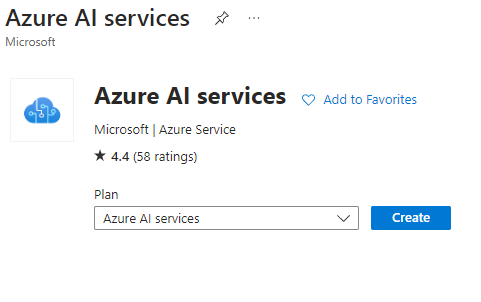 Azure AI services
Microsoft
Azure AI services
Add to Favorites
Microsoft | Azure Service
★ 4.4 (58 ratings)
Plan
Azure AI services
Create